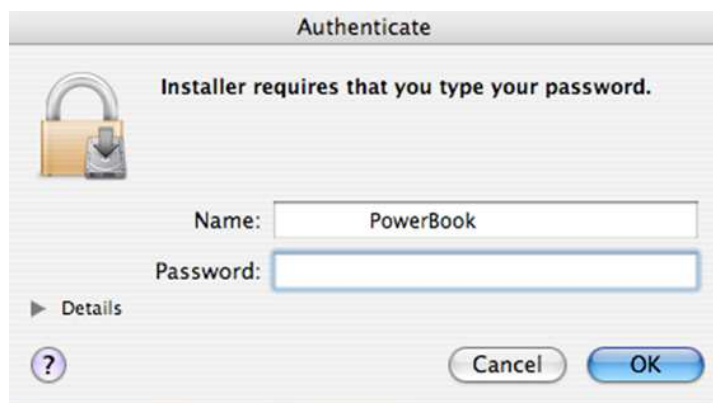 Authenticate
Installer requires that you type your password.
Name: PowerBook
Password:
Details
?
Cancel OK